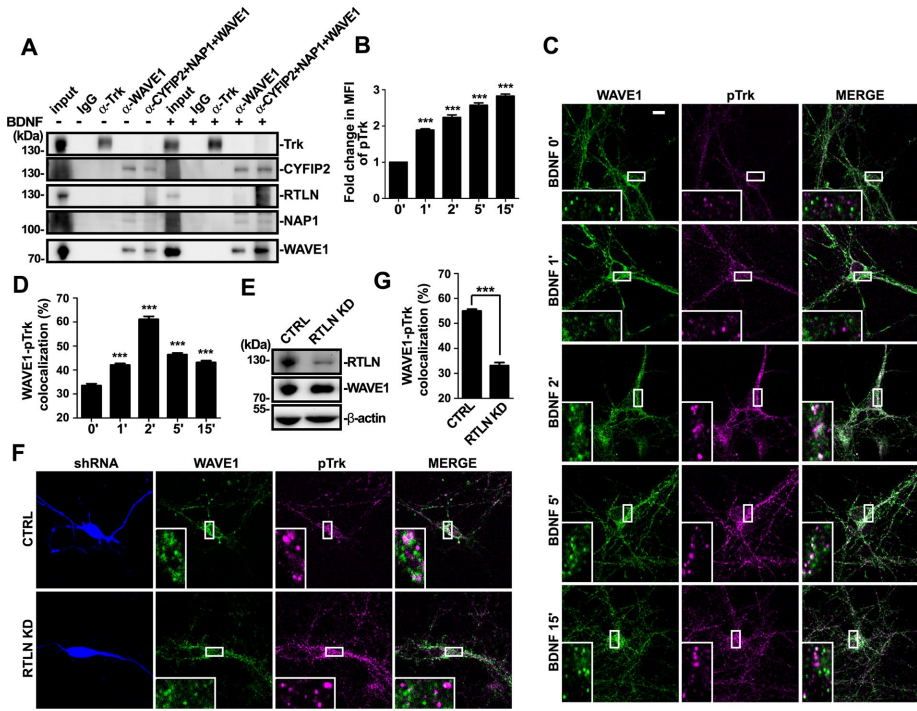 A
input
IgG
α-Trk
α-WAVE1
α-CYFIP2+NAP1+WAVE1
input
IgG
α-Trk
α-WAVE1
α-CYFIP2+NAP1+WAVE1
BDNF - - - - - + + + + +
(kDa)
130- -Trk
130- -CYFIP2
130- -RTLN
100- -NAP1
70- -WAVE1
B
Fold change in MFI
of pTrk
3
2
1
0
*** *** *** ***
0' 1' 2' 5' 15'
C
WAVE1 pTrk MERGE
BDNF 0'
BDNF 1'
BDNF 2'
BDNF 5'
BDNF 15'
D
WAVE1-pTrk
colocalization (%)
70
60
50
40
30
20
*** *** *** ***
0' 1' 2' 5' 15'
E
CTRL
RTLN KD
(kDa)
130- -RTLN
70- -WAVE1
55- -β-actin
G
WAVE1-pTrk
colocalization (%)
70
60
50
40
30
20
***
CTRL
RTLN KD
F
shRNA WAVE1 pTrk MERGE
CTRL
RTLN KD